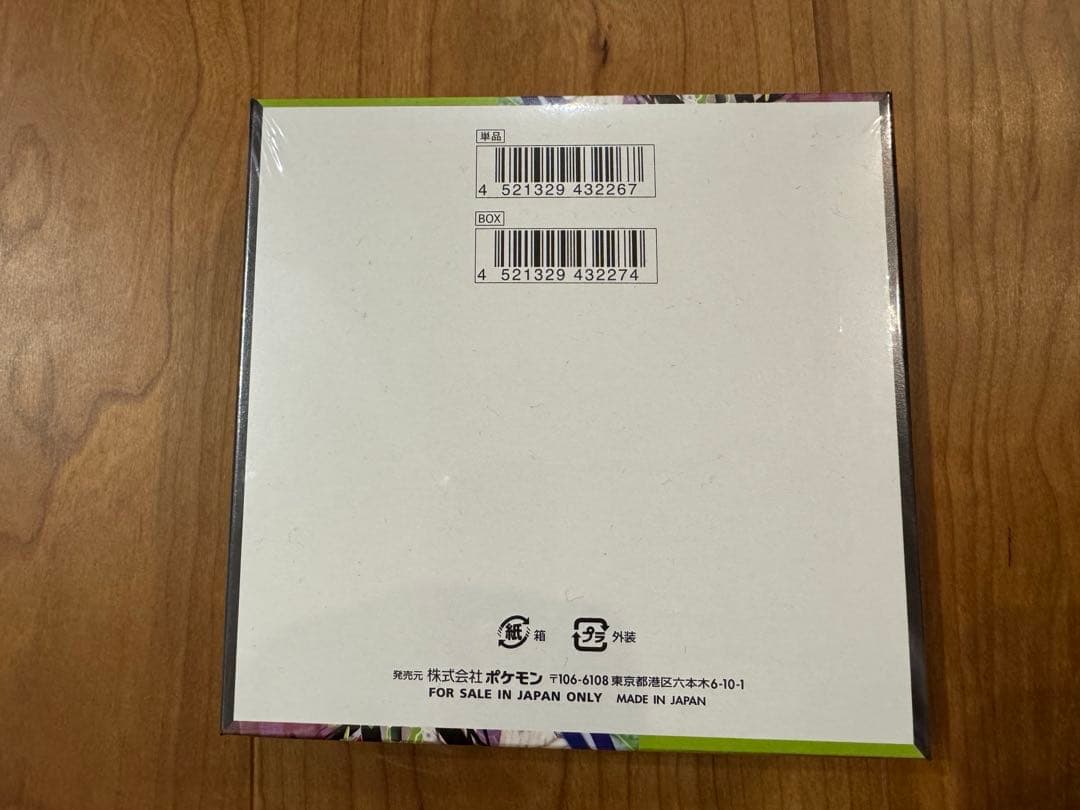 単品
4 521329 432267
BOX
4 521329 432274
紙 箱 プラ 外装
発売元 株式会社 ポケモン 〒106-6108 東京都港区六本木6-10-1
FOR SALE IN JAPAN ONLY MADE IN JAPAN